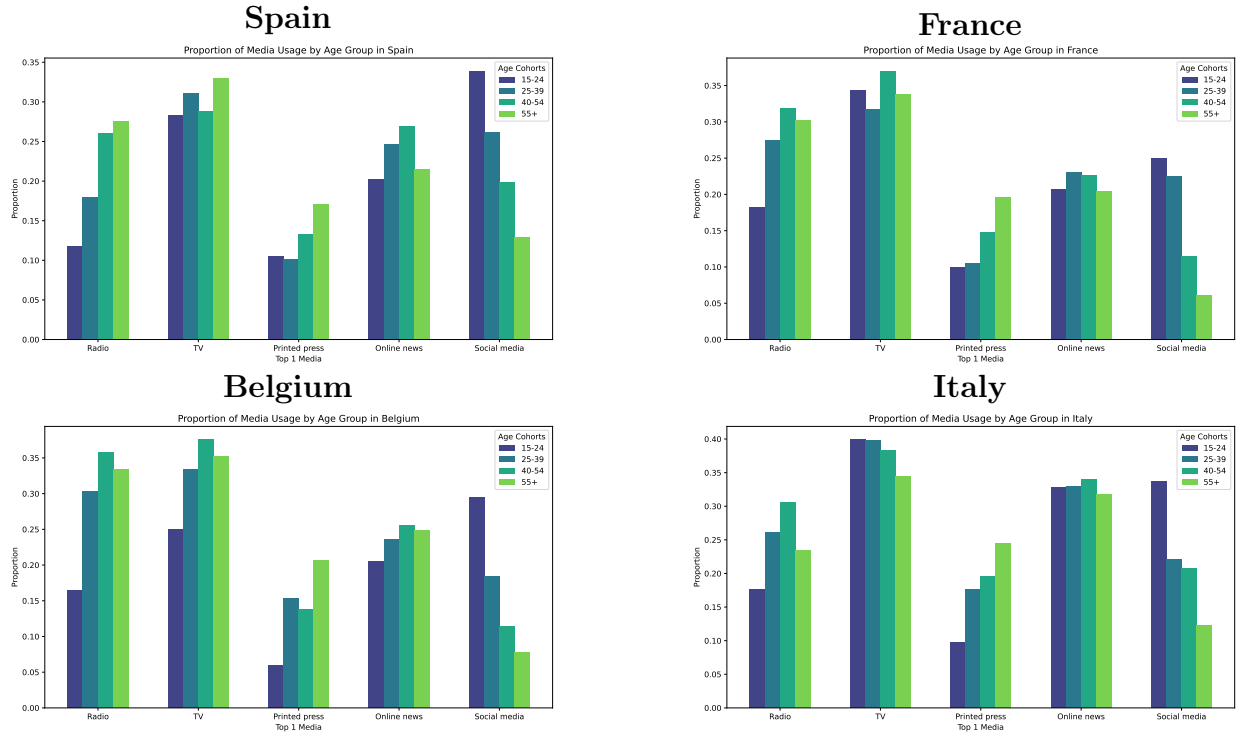 Spain
Proportion of Media Usage by Age Group in Spain
Age Cohorts
15-24
25-39
40-54
55+
Proportion
0.35
0.30
0.25
0.20
0.15
0.10
0.05
0.00
Radio
TV
Printed press
Online news
Social media
Top 1 Media
France
Proportion of Media Usage by Age Group in France
Age Cohorts
15-24
25-39
40-54
55+
Proportion
0.35
0.30
0.25
0.20
0.15
0.10
0.05
0.00
Radio
TV
Printed press
Online news
Social media
Top 1 Media
Belgium
Proportion of Media Usage by Age Group in Belgium
Age Cohorts
15-24
25-39
40-54
55+
Proportion
0.35
0.30
0.25
0.20
0.15
0.10
0.05
0.00
Radio
TV
Printed press
Online news
Social media
Top 1 Media
Italy
Proportion of Media Usage by Age Group in Italy
Age Cohorts
15-24
25-39
40-54
55+
Proportion
0.40
0.35
0.30
0.25
0.20
0.15
0.10
0.05
0.00
Radio
TV
Printed press
Online news
Social media
Top 1 Media